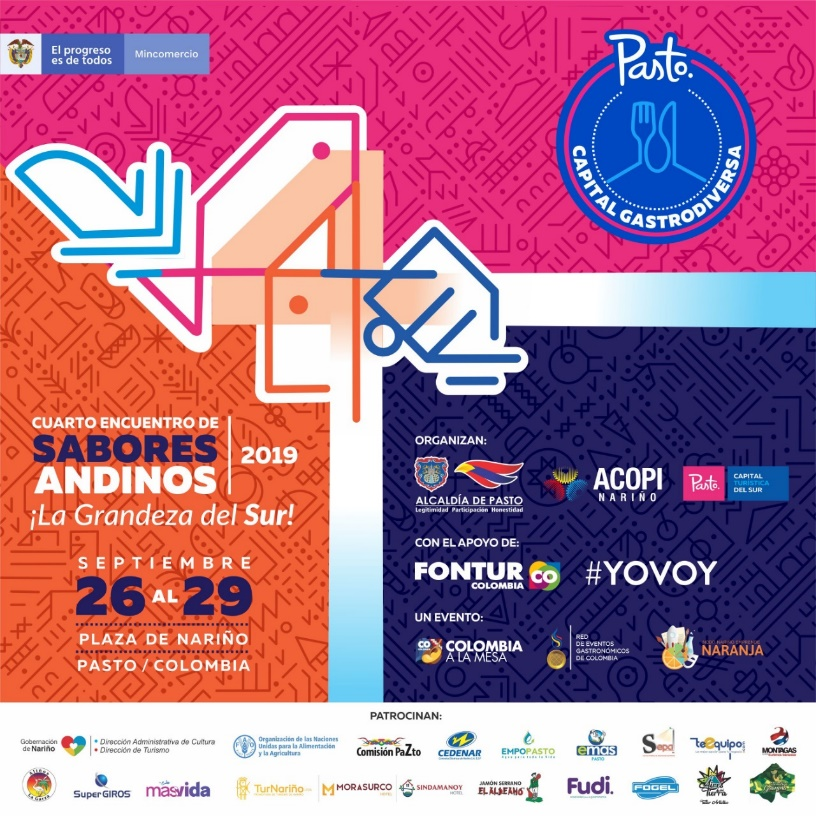 El progreso
es de todos
Mincomercio
Pasto.
CAPITAL GASTRODIVERSA
CUARTO ENCUENTRO DE
SABORES
ANDINOS
2019
¡La Grandeza del Sur!
SEPTIEMBRE
26 AL 29
PLAZA DE NARIÑO
PASTO / COLOMBIA
ORGANIZAN:
ALCALDÍA DE PASTO
Legitimidad Participación Honestidad
ACOPI
NARIÑO
Pasto.
CAPITAL
TURÍSTICA
DEL SUR
CON EL APOYO DE:
FONTUR CO
COLOMBIA
#YOVOY
UN EVENTO:
CO
COLOMBIA
A LA MESA
RED
DE EVENTOS
GASTRONÓMICOS
DE COLOMBIA
NARANJA
PATROCINAN:
Gobernación
de Nariño
• Dirección Administrativa de Cultura
• Dirección de Turismo
FAO
Organización de las Naciones
Unidas para la Alimentación
y la Agricultura
Comisión PaZto
CEDENAR
EMPOPASTO
emas
PASTO
Sepal
teequipo
MONTAGAS
SuperGIROS
masvida
TurNariño
MORASURCO
HOTEL
SINDAMANOY
HOTEL
JAMÓN SERRANO
EL ALDEANO
Fudi.
FOGEL